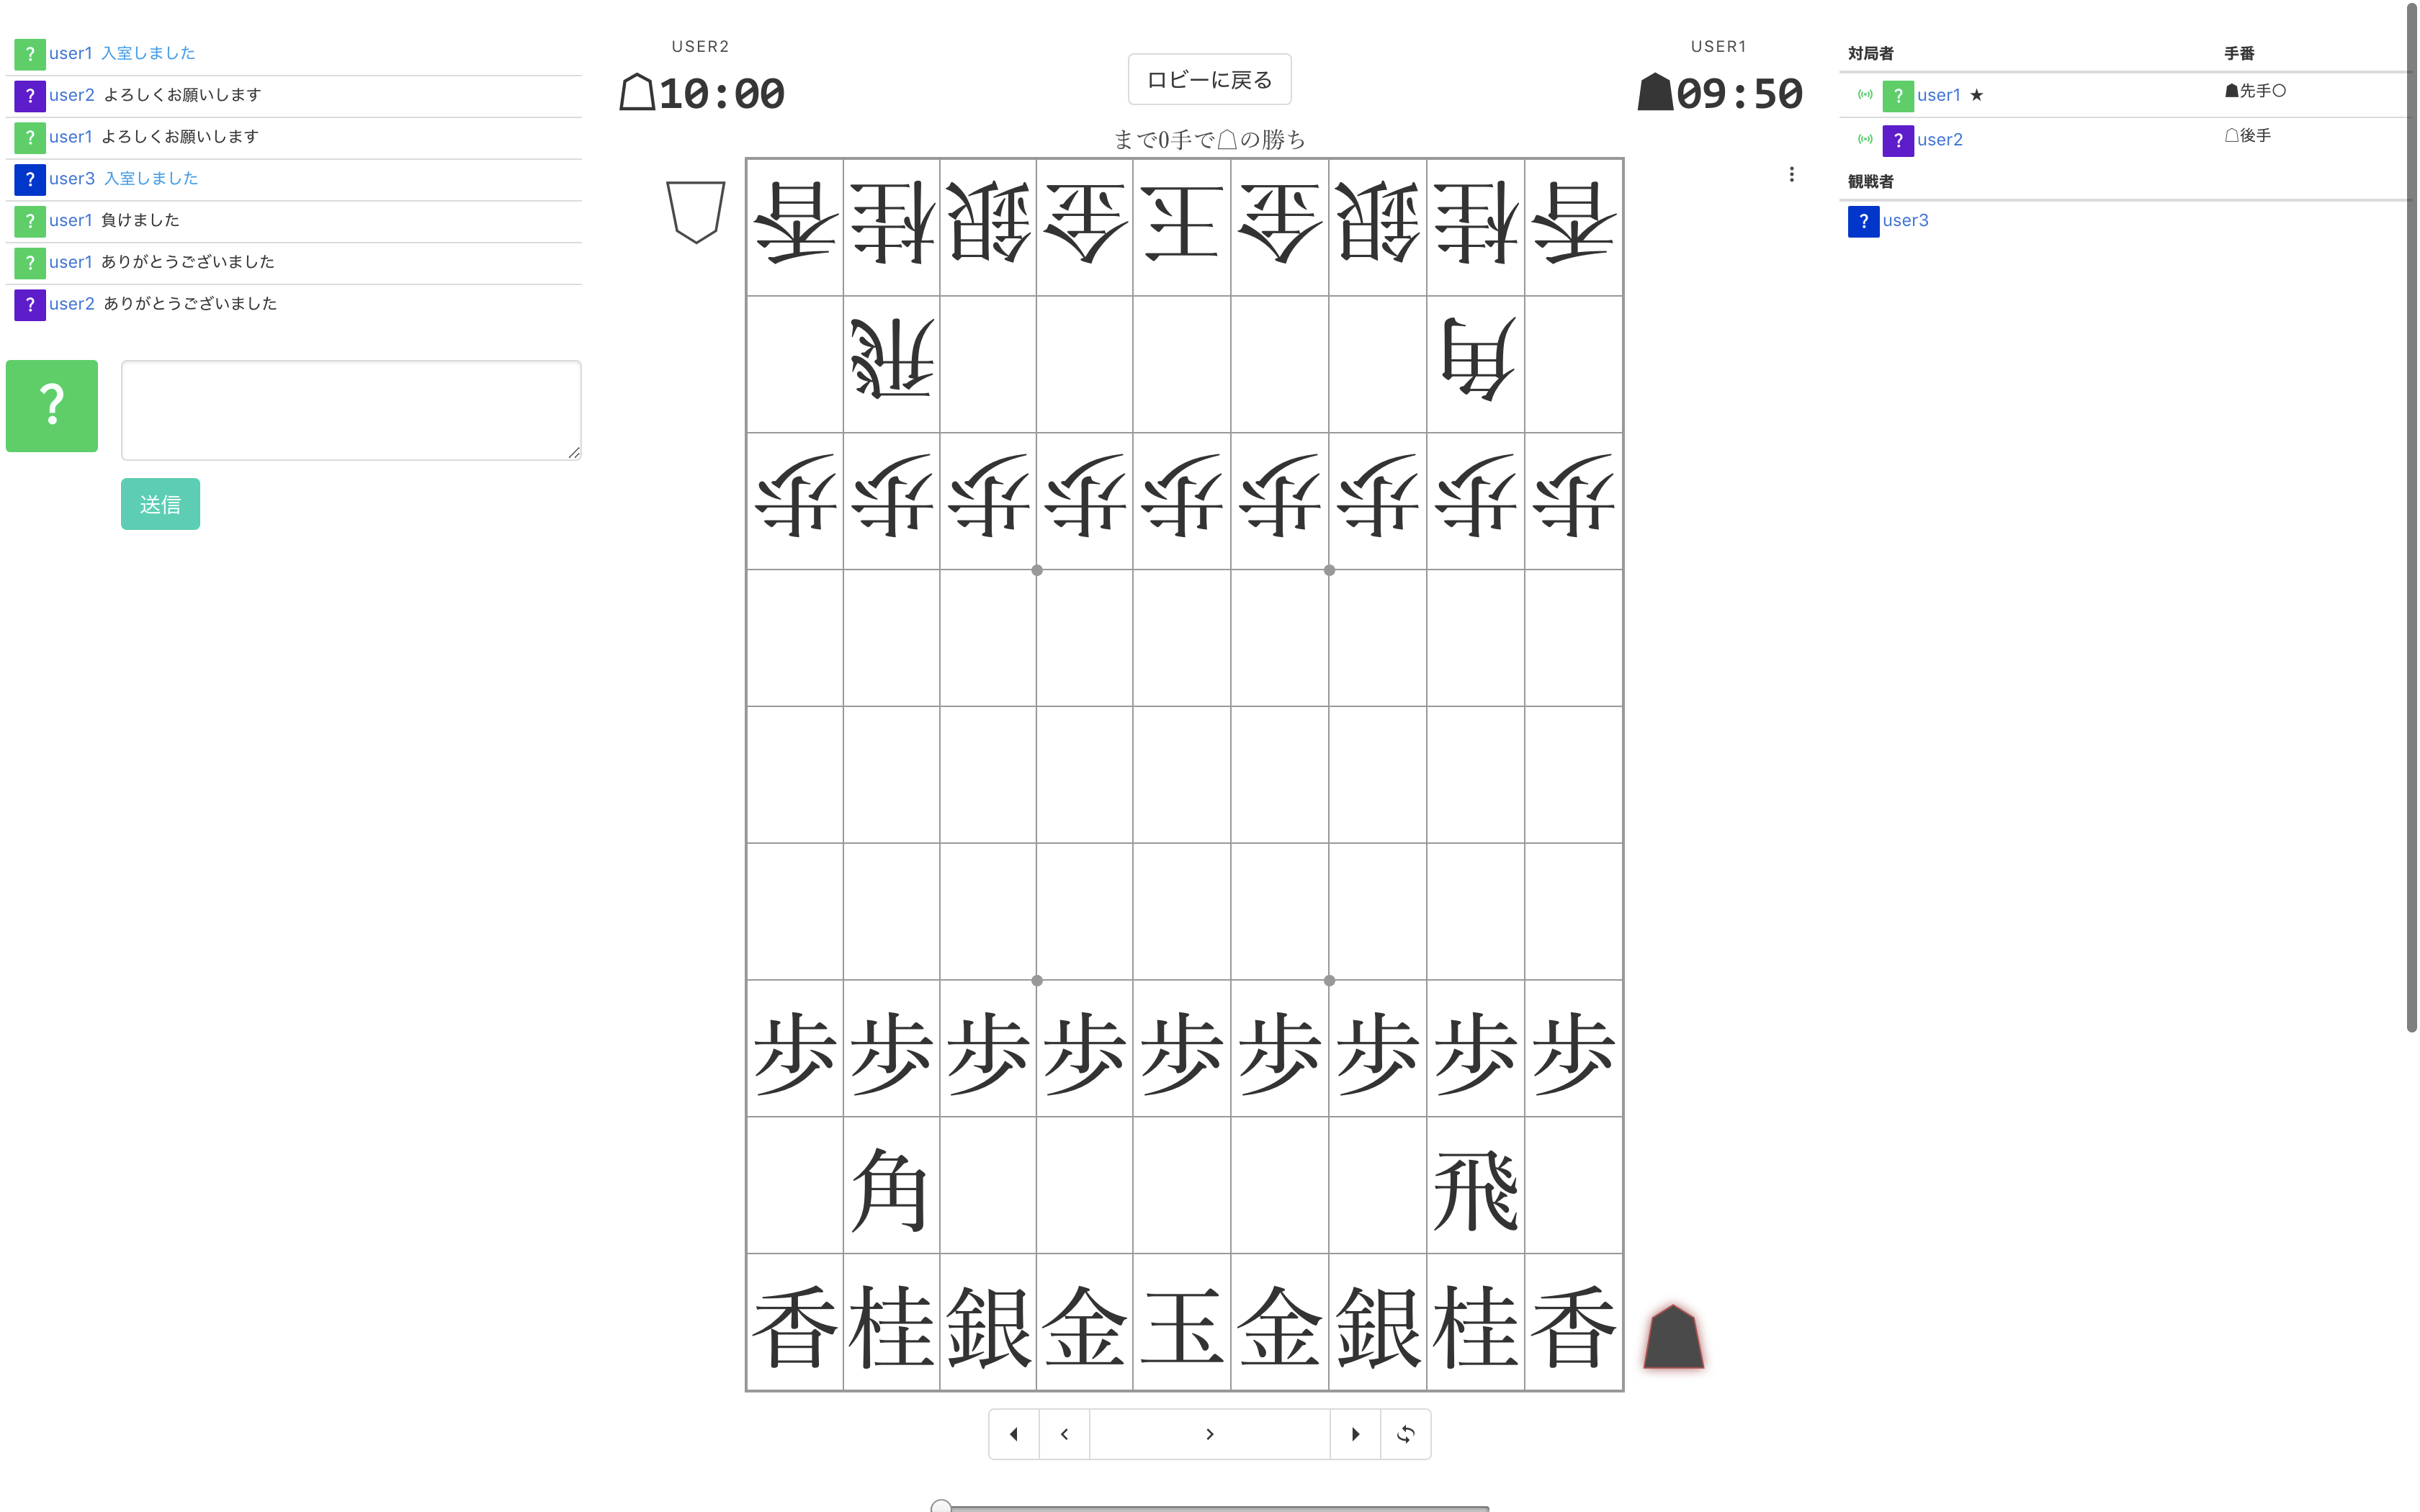 ? user1 入室しました
? user2 よろしくお願いします
? user1 よろしくお願いします
? user3 入室しました
? user1 負けました
? user1 ありがとうございました
? user2 ありがとうございました
?
送信
USER2
☖10:00
ロビーに戻る
USER1
☗09:50
まで0手で☖の勝ち
香桂銀金玉金銀桂香
飛角
歩歩歩歩歩歩歩歩歩
歩歩歩歩歩歩歩歩歩
角飛
香桂銀金玉金銀桂香
対局者 手番
? user1 ★ ☗先手〇
? user2 ☖後手
観戦者
? user3